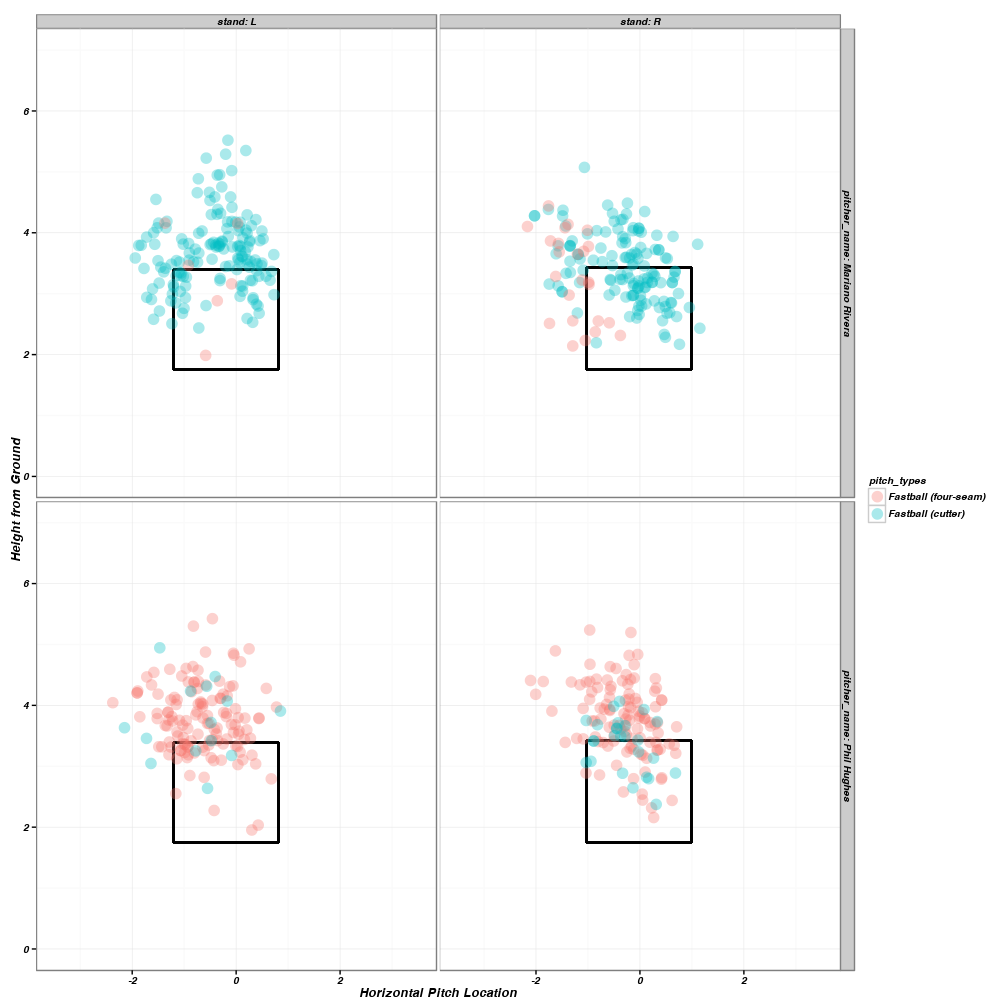 stand: L
stand: R
6
4
2
0
pitcher_name: Mariano Rivera
6
4
2
0
pitcher_name: Phil Hughes
Height from Ground
-2
0
2
-2
0
2
Horizontal Pitch Location
pitch_types
Fastball (four-seam)
Fastball (cutter)